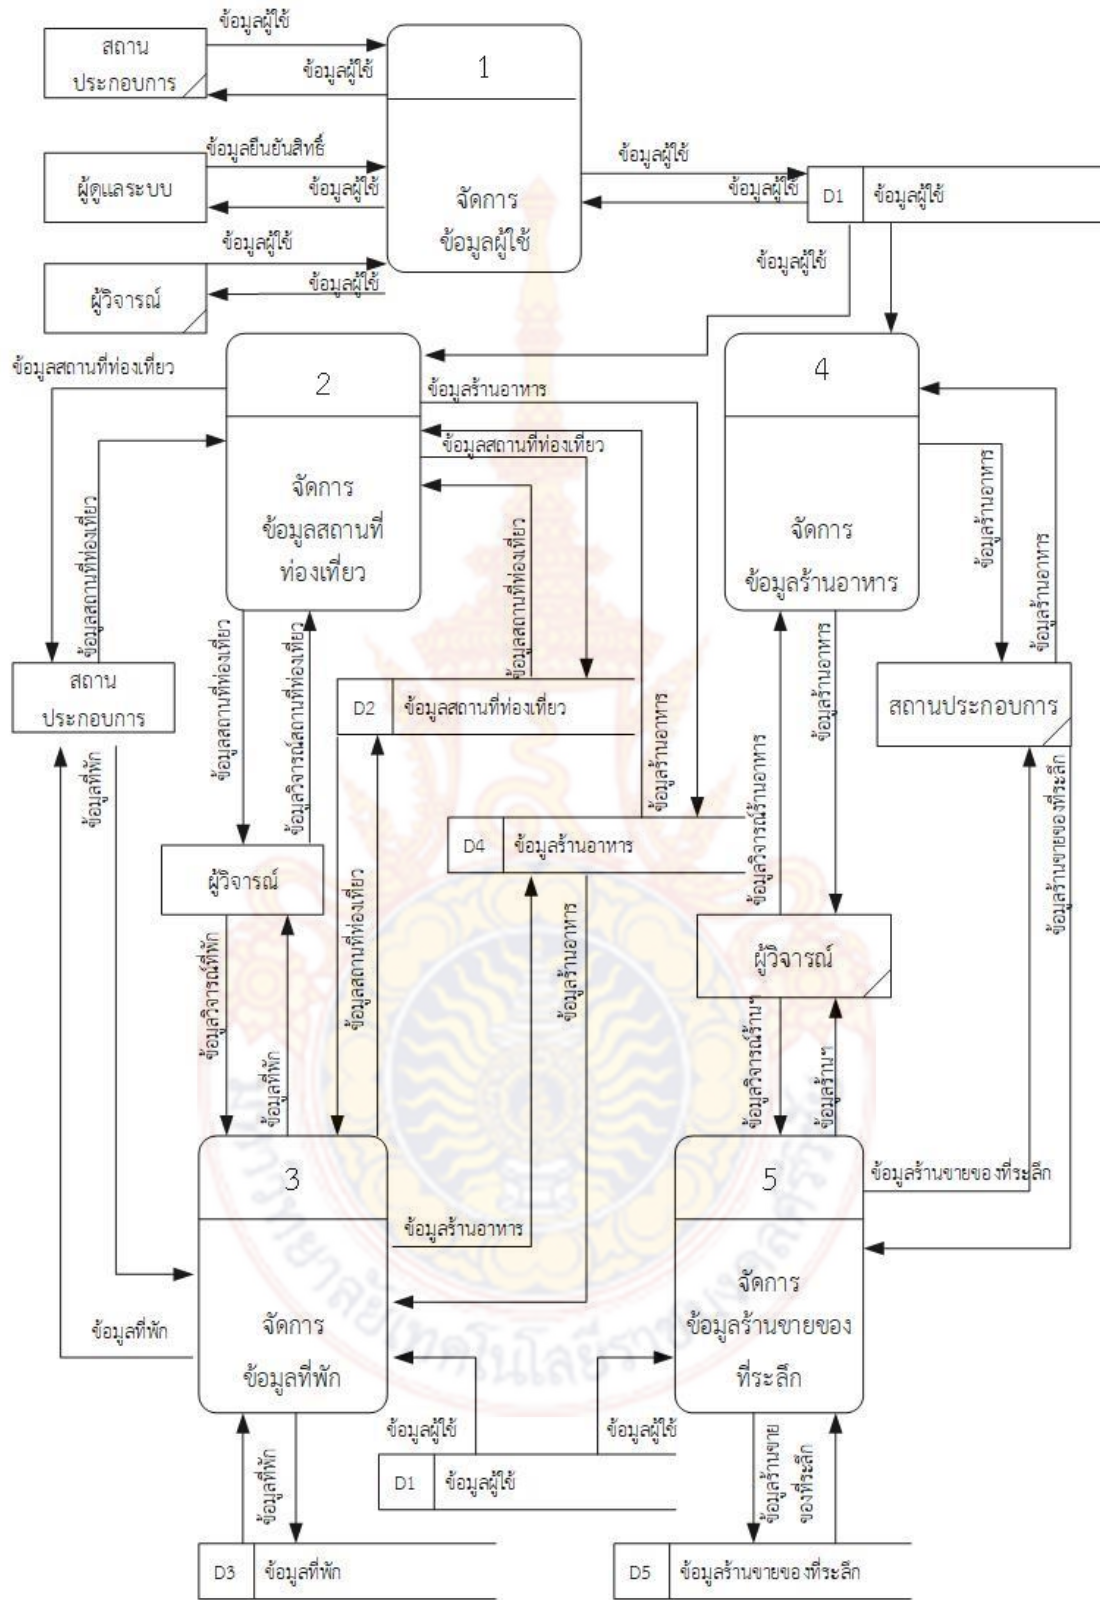 ข้อมูลผู้ใช้
สถาน
ประกอบการ
ข้อมูลผู้ใช้
1
ข้อมูลยืนยันสิทธิ์
ผู้ดูแลระบบ
ข้อมูลผู้ใช้
จัดการ
ข้อมูลผู้ใช้
ข้อมูลผู้ใช้
ข้อมูลผู้ใช้
D1
ข้อมูลผู้ใช้
ข้อมูลผู้ใช้
ผู้วิจารณ์
ข้อมูลผู้ใช้
ข้อมูลผู้ใช้
ข้อมูลสถานที่ท่องเที่ยว
2
ข้อมูลร้านอาหาร
4
ข้อมูลสถานที่ท่องเที่ยว
จัดการ
ข้อมูลสถานที่
ท่องเที่ยว
จัดการ
ข้อมูลร้านอาหาร
ข้อมูลสถานที่ท่องเที่ยว
ข้อมูลสถานที่ท่องเที่ยว
ข้อมูลร้านอาหาร
ข้อมูลร้านอาหาร
สถาน
ประกอบการ
ข้อมูลสถานที่ท่องเที่ยว
ข้อมูลวิจารณ์สถานที่ท่องเที่ยว
D2
ข้อมูลสถานที่ท่องเที่ยว
ข้อมูลร้านอาหาร
ข้อมูลร้านอาหาร
สถานประกอบการ
ข้อมูลที่พัก
D4
ข้อมูลร้านอาหาร
ข้อมูลวิจารณ์ร้านอาหาร
ข้อมูลร้านขายของที่ระลึก
ผู้วิจารณ์
ข้อมูลสถานที่ท่องเที่ยว
ข้อมูลร้านอาหาร
ผู้วิจารณ์
ข้อมูลวิจารณ์ที่พัก
ข้อมูลที่พัก
ข้อมูลวิจารณ์ร้านฯ
ข้อมูลร้านฯ
3
5
ข้อมูลร้านขายของที่ระลึก
ข้อมูลร้านอาหาร
จัดการ
ข้อมูลที่พัก
จัดการ
ข้อมูลร้านขายของ
ที่ระลึก
ข้อมูลที่พัก
ข้อมูลผู้ใช้
ข้อมูลผู้ใช้
D1
ข้อมูลผู้ใช้
ข้อมูลที่พัก
ข้อมูลร้านขาย
ของที่ระลึก
D3
ข้อมูลที่พัก
D5
ข้อมูลร้านขายของที่ระลึก